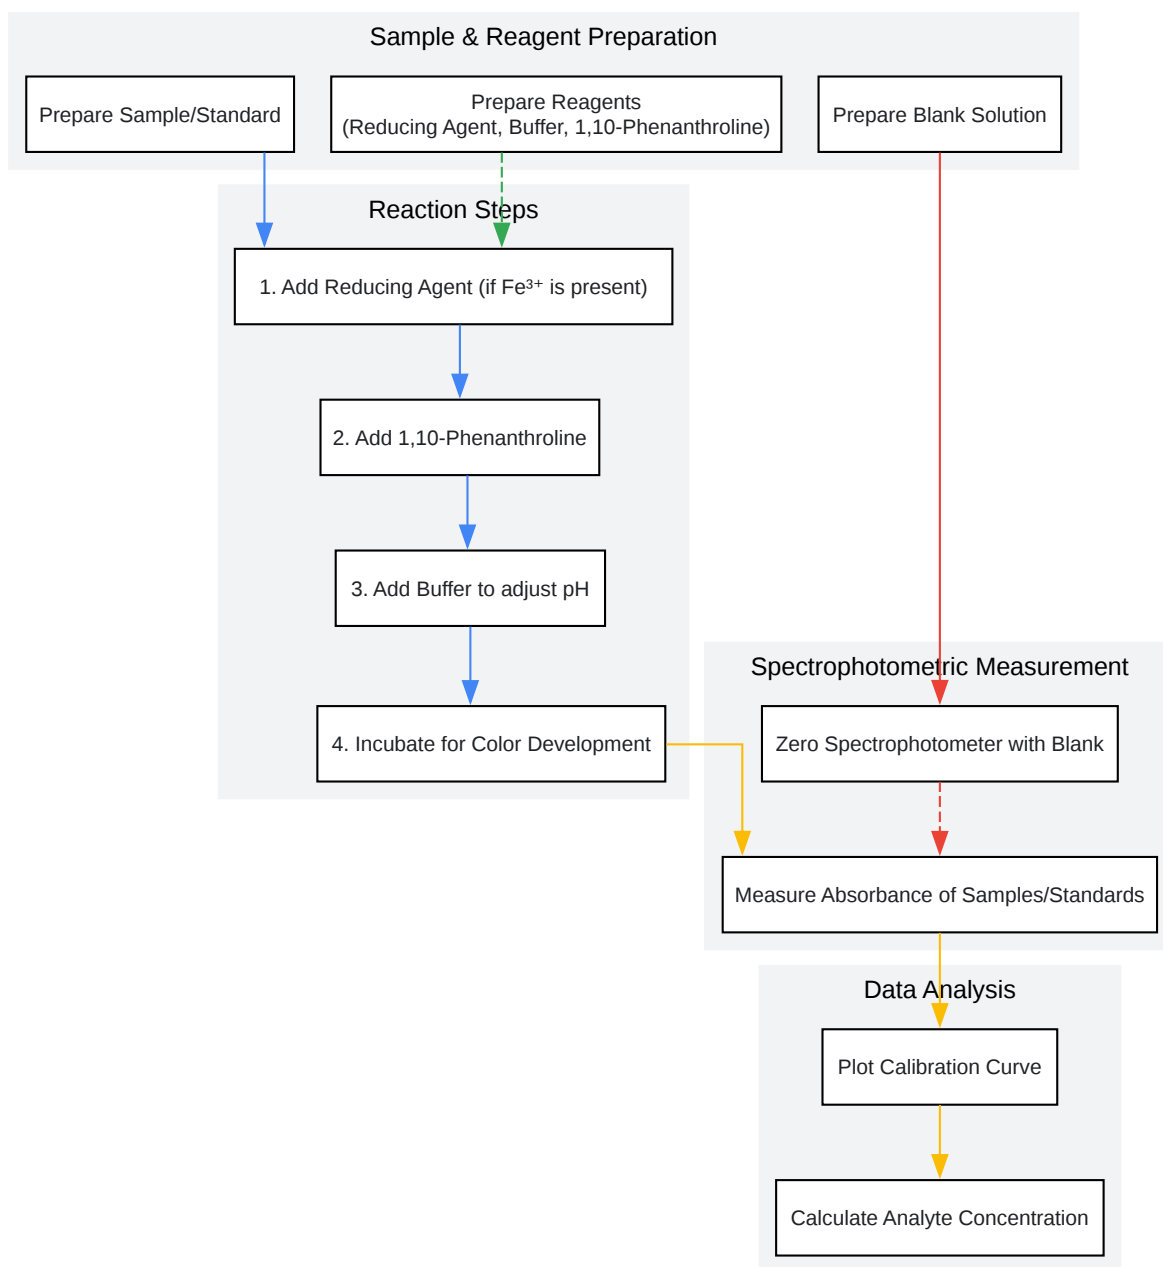 Sample & Reagent Preparation
Prepare Sample/Standard
Prepare Reagents
(Reducing Agent, Buffer, 1,10-Phenanthroline)
Prepare Blank Solution
Reaction Steps
1. Add Reducing Agent (if Fe³⁺ is present)
2. Add 1,10-Phenanthroline
3. Add Buffer to adjust pH
4. Incubate for Color Development
Spectrophotometric Measurement
Zero Spectrophotometer with Blank
Measure Absorbance of Samples/Standards
Data Analysis
Plot Calibration Curve
Calculate Analyte Concentration